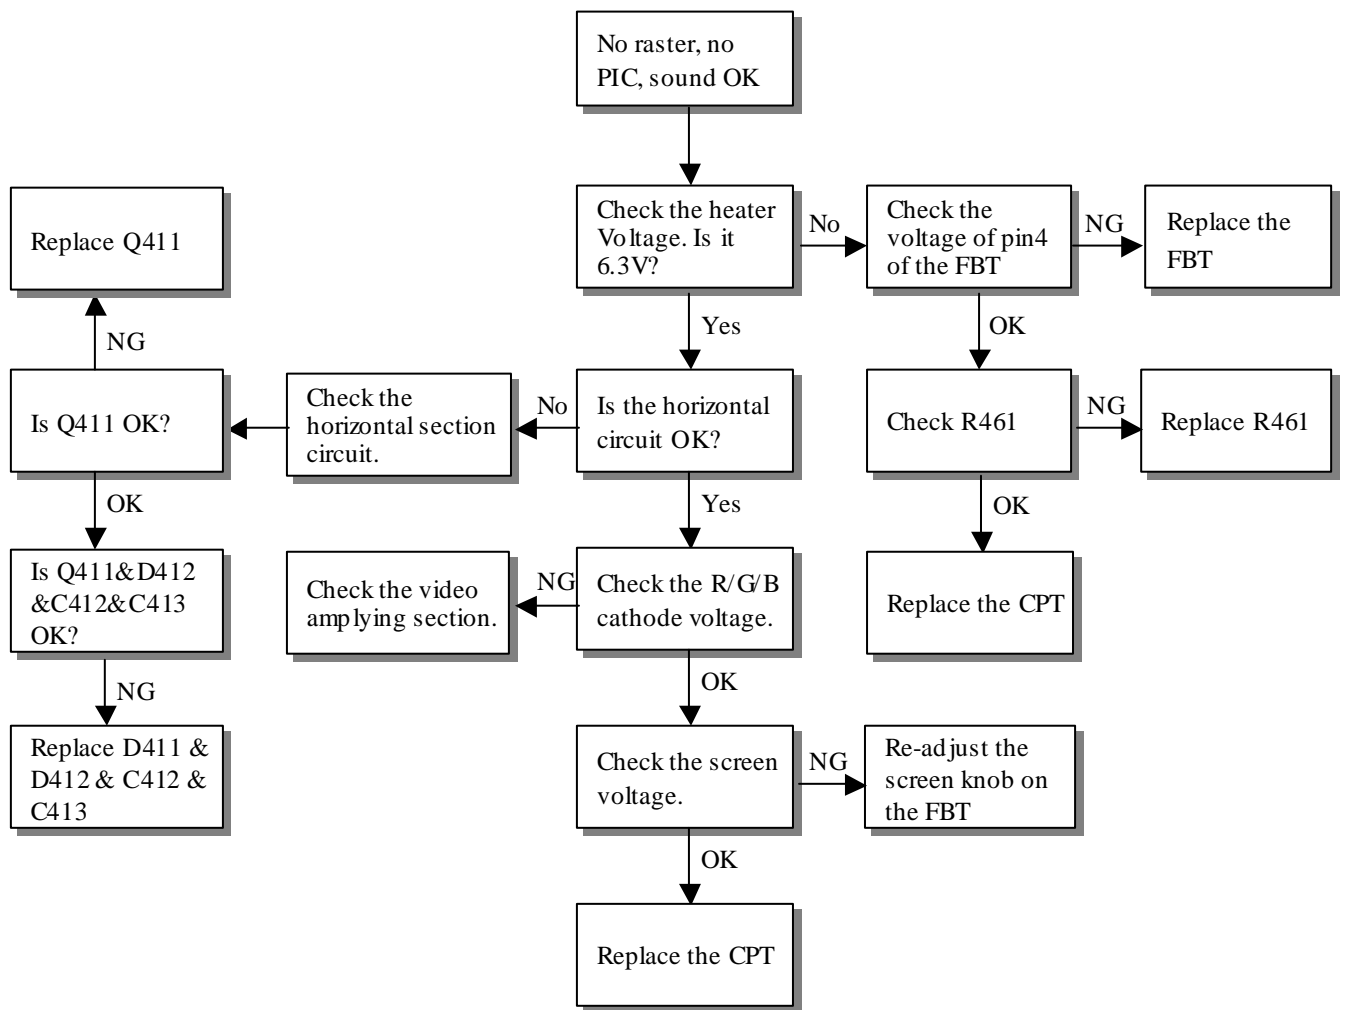 No raster, no
PIC, sound OK
Check the heater
Voltage. Is it
6.3V?
No
Check the
voltage of pin4
of the FBT
NG
Replace the
FBT
Replace Q411
Yes
OK
NG
Is Q411 OK?
Check the
horizontal section
circuit.
No
Is the horizontal
circuit OK?
Check R461
NG
Replace R461
OK
Yes
OK
Is Q411&D412
&C412&C413
OK?
Check the video
amplying section.
NG
Check the R/G/B
cathode voltage.
Replace the CPT
NG
OK
Replace D411 &
D412 & C412 &
C413
Check the screen
voltage.
NG
Re-adjust the
screen knob on
the FBT
OK
Replace the CPT